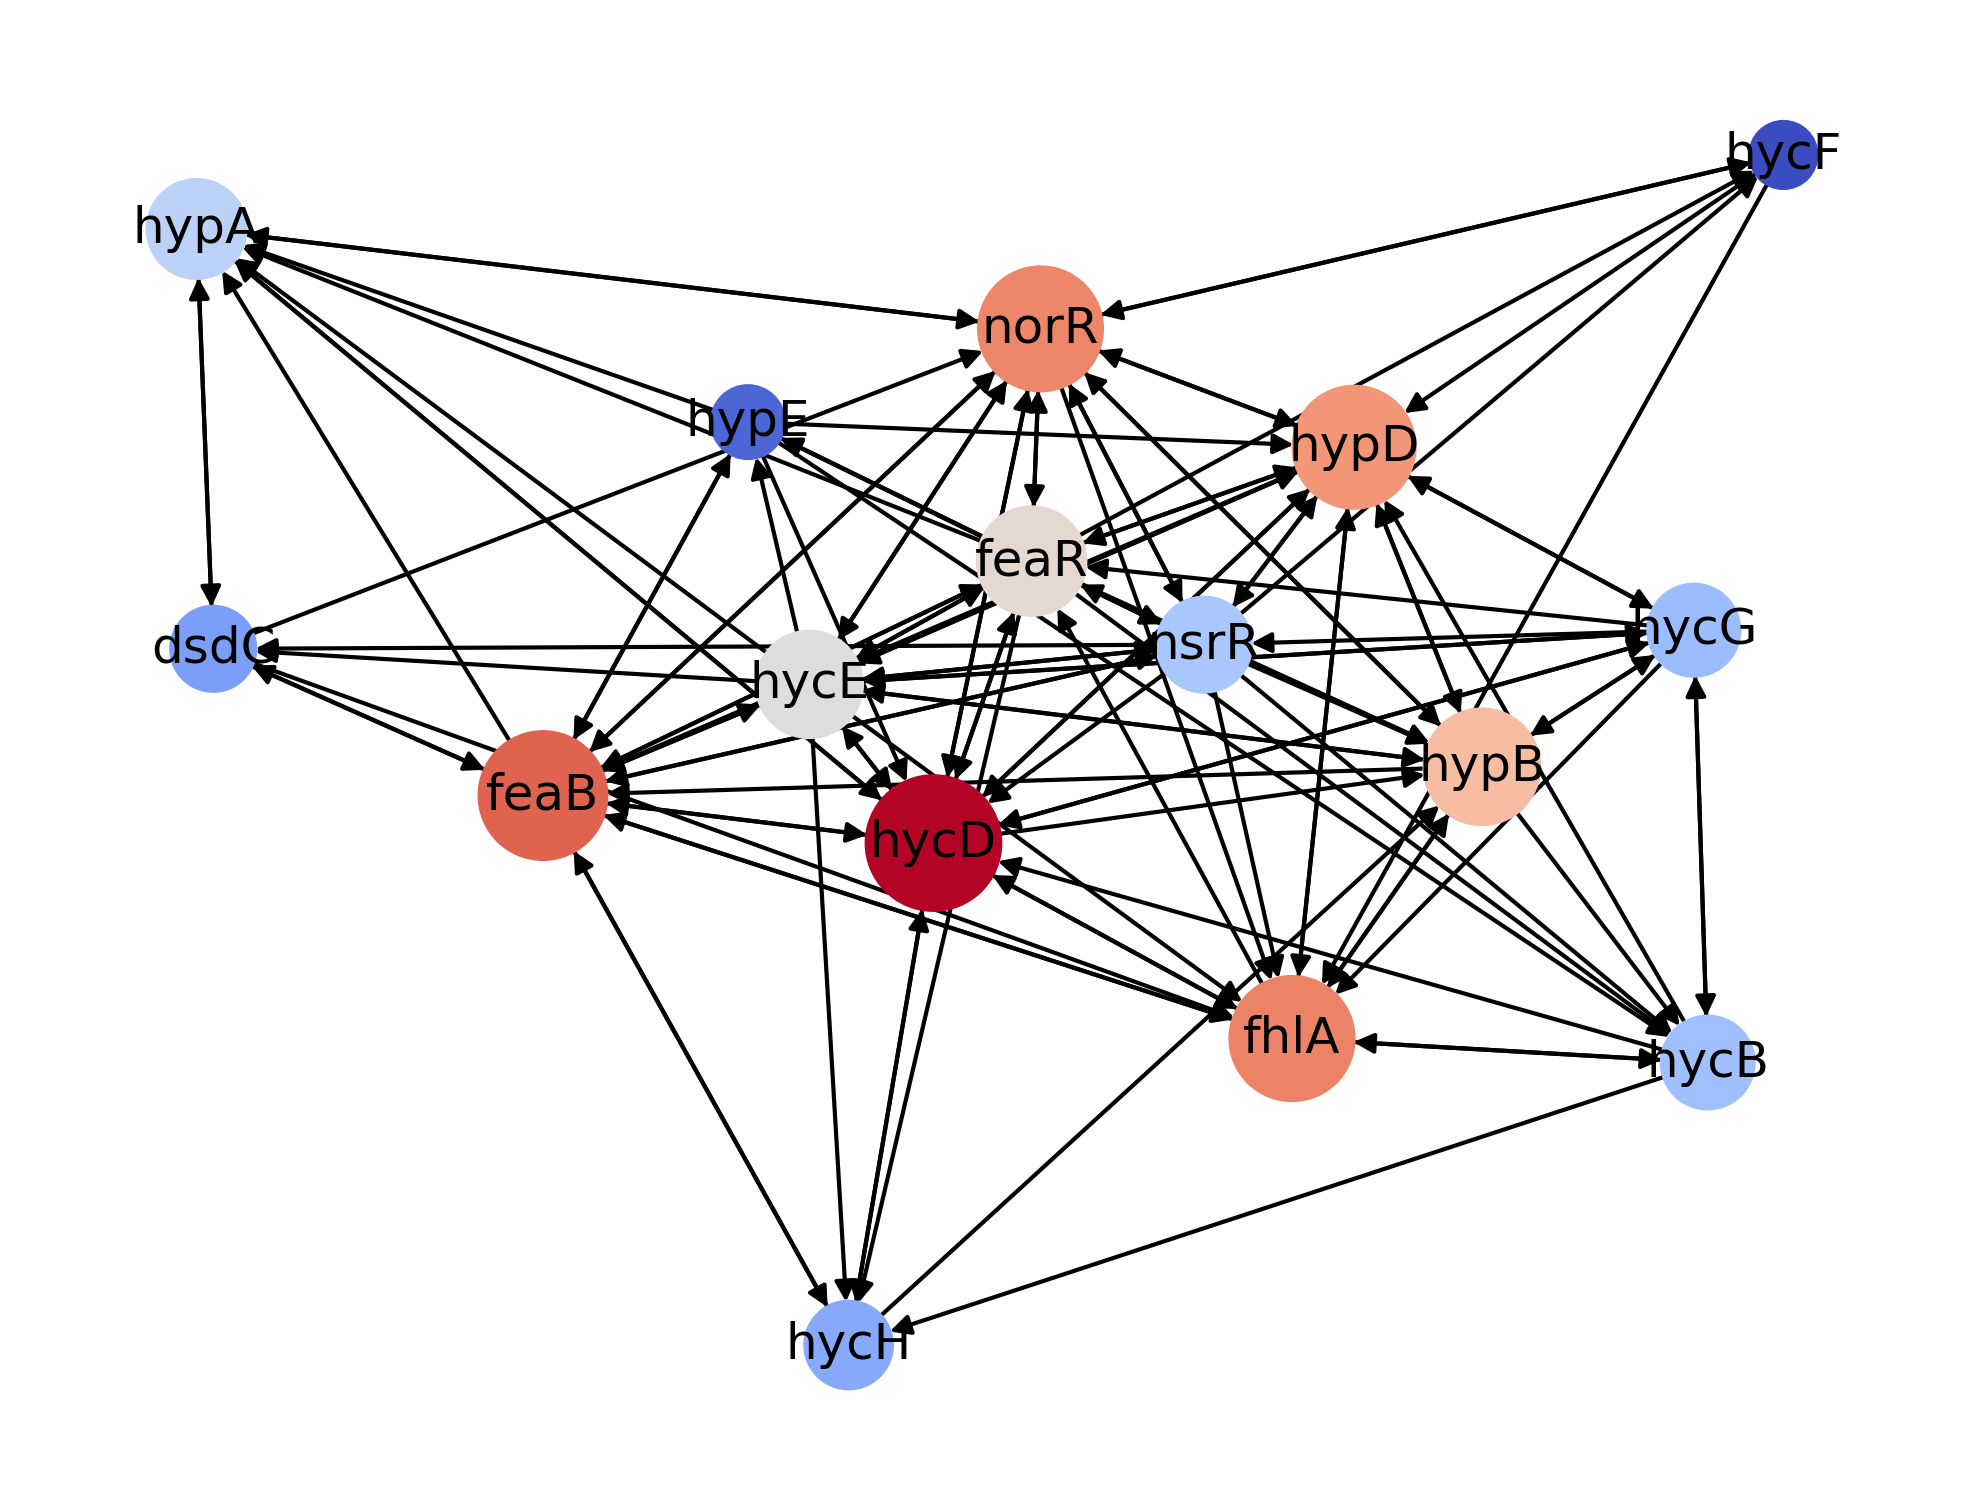 hycF
hypA
norR
hypE
hypD
feaR
hycG
dsdC
nsrR
hycE
hypB
feaB
hycD
fhlA
hycB
hycH